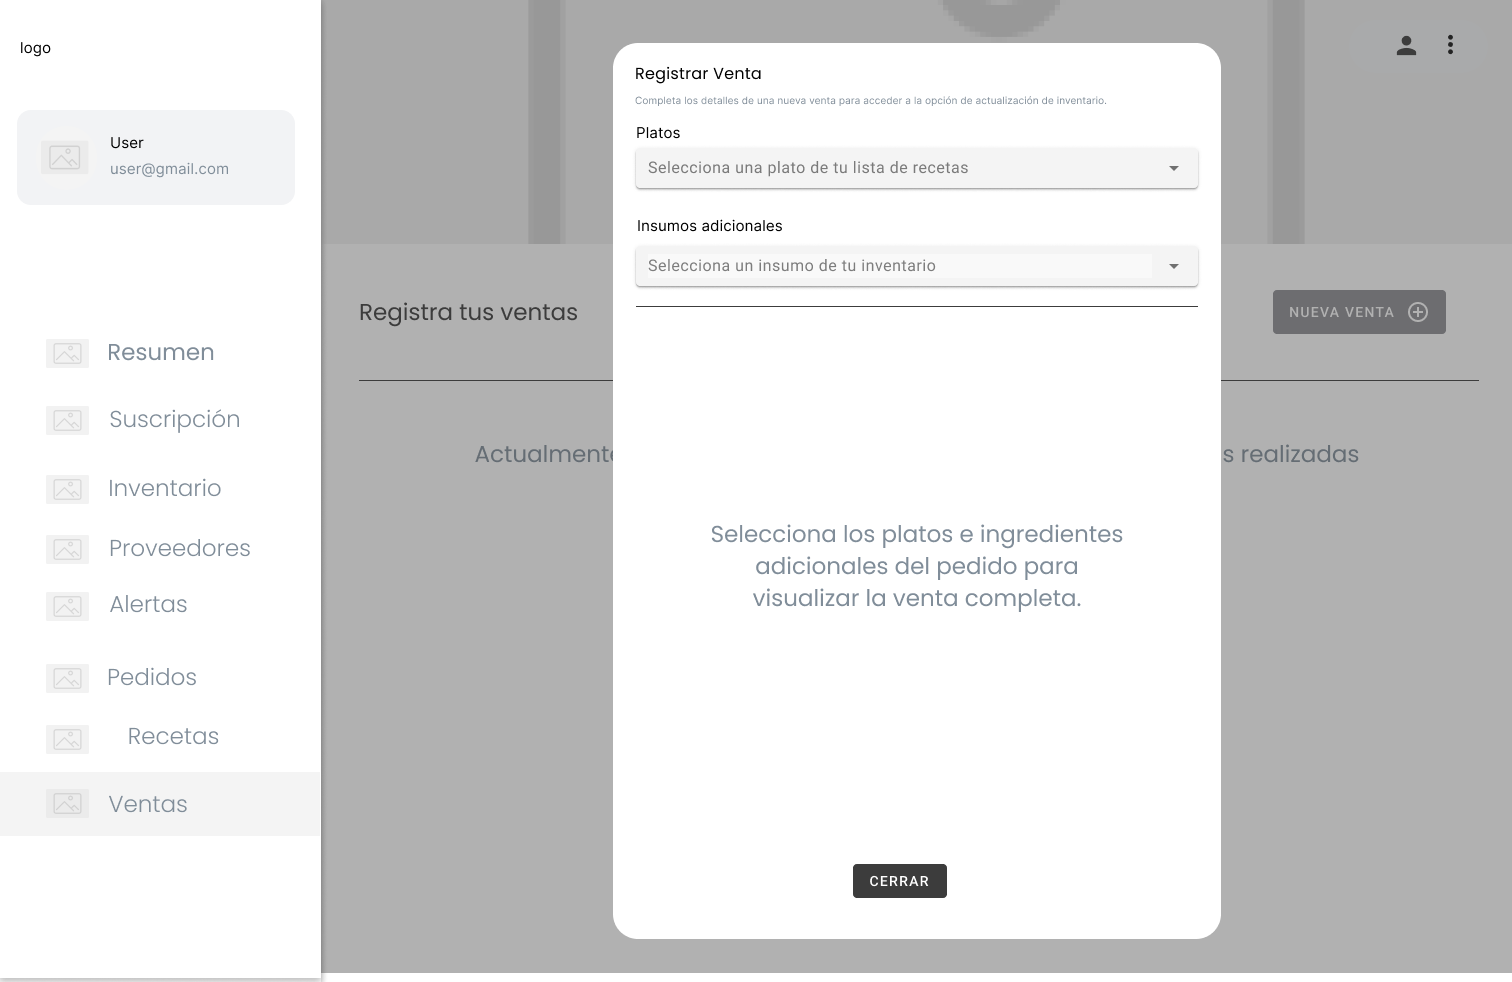 logo
User
user@gmail.com
Resumen
Suscripción
Inventario
Proveedores
Alertas
Pedidos
Recetas
Ventas
Registra tus ventas
NUEVA VENTA
Actualmente
realizadas
Registrar Venta
Completa los detalles de una nueva venta para acceder a la opción de actualización de inventario.
Platos
Selecciona una plato de tu lista de recetas
Insumos adicionales
Selecciona un insumo de tu inventario
Selecciona los platos e ingredientes
adicionales del pedido para
visualizar la venta completa.
CERRAR